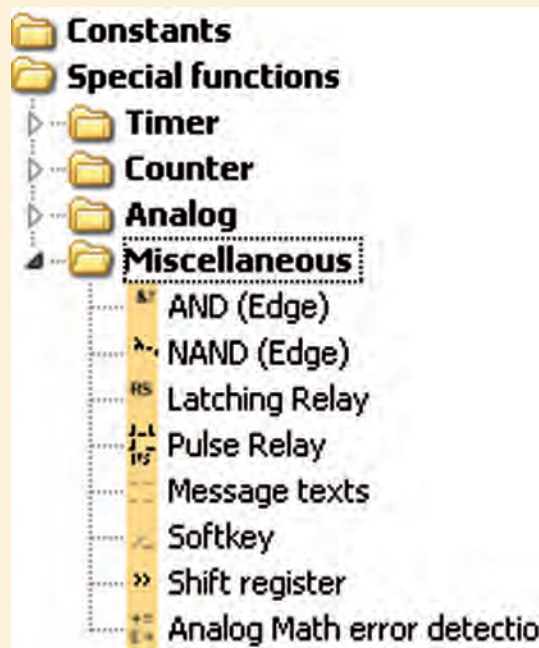 Constants
Special functions
Timer
Counter
Analog
Miscellaneous
AND (Edge)
NAND (Edge)
RS Latching Relay
Pulse Relay
Message texts
Softkey
Shift register
Analog Math error detectio